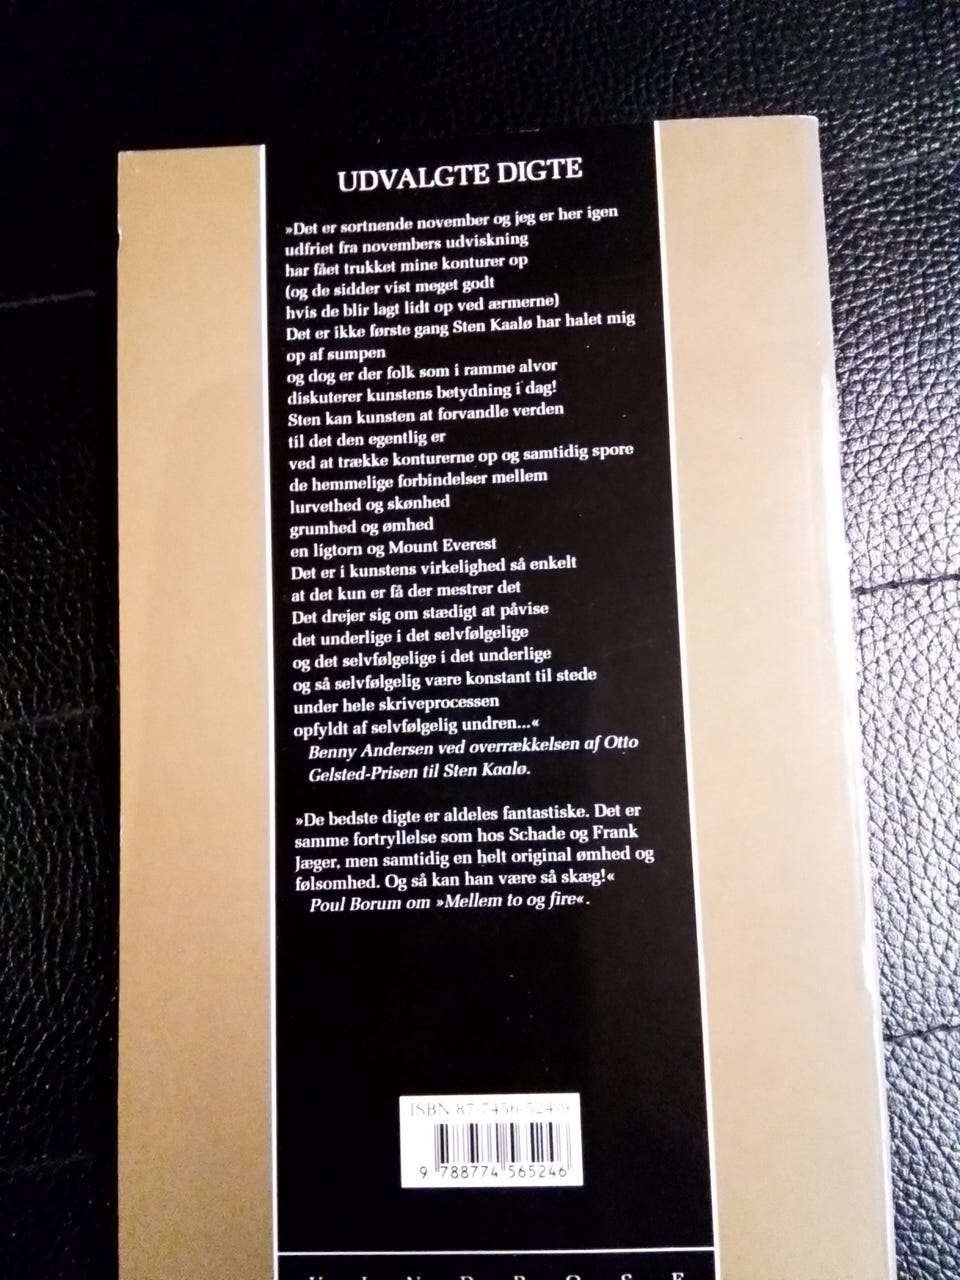 UDVALGTE DIGTE
»Det er sortnende november og jeg er her igen
udfriet fra novembers udviskning
har fået trukket mine konturer op
(og de sidder vist meget godt
hvis de blir lagt lidt op ved ærmerne)
Det er ikke første gang Sten Kaalø har halet mig
op af sumpen
og dog er der folk som i ramme alvor
diskuterer kunstens betydning i dag!
Sten kan kunsten at forvandle verden
til det den egentlig er
ved at trække konturerne op og samtidig spore
de hemmelige forbindelser mellem
lurvethed og skønhed
grumhed og ømhed
en ligtorn og Mount Everest
Det er i kunstens virkelighed så enkelt
at det kun er få der mestrer det
Det drejer sig om stædigt at påvise
det underlige i det selvfølgelige
og det selvfølgelige i det underlige
og så selvfølgelig være konstant til stede
under hele skriveprocessen
opfyldt af selvfølgelig undren...«
Benny Andersen ved overrækkelsen af Otto
Gelsted-Prisen til Sten Kaalø.
»De bedste digte er aldeles fantastiske. Det er
samme fortryllelse som hos Schade og Frank
Jæger, men samtidig en helt original ømhed og
følsomhed. Og så kan han være så skæg!«
Poul Borum om »Mellem to og fire«.
ISBN 87-7456-524-9
9 788774 565246
VINDROSE